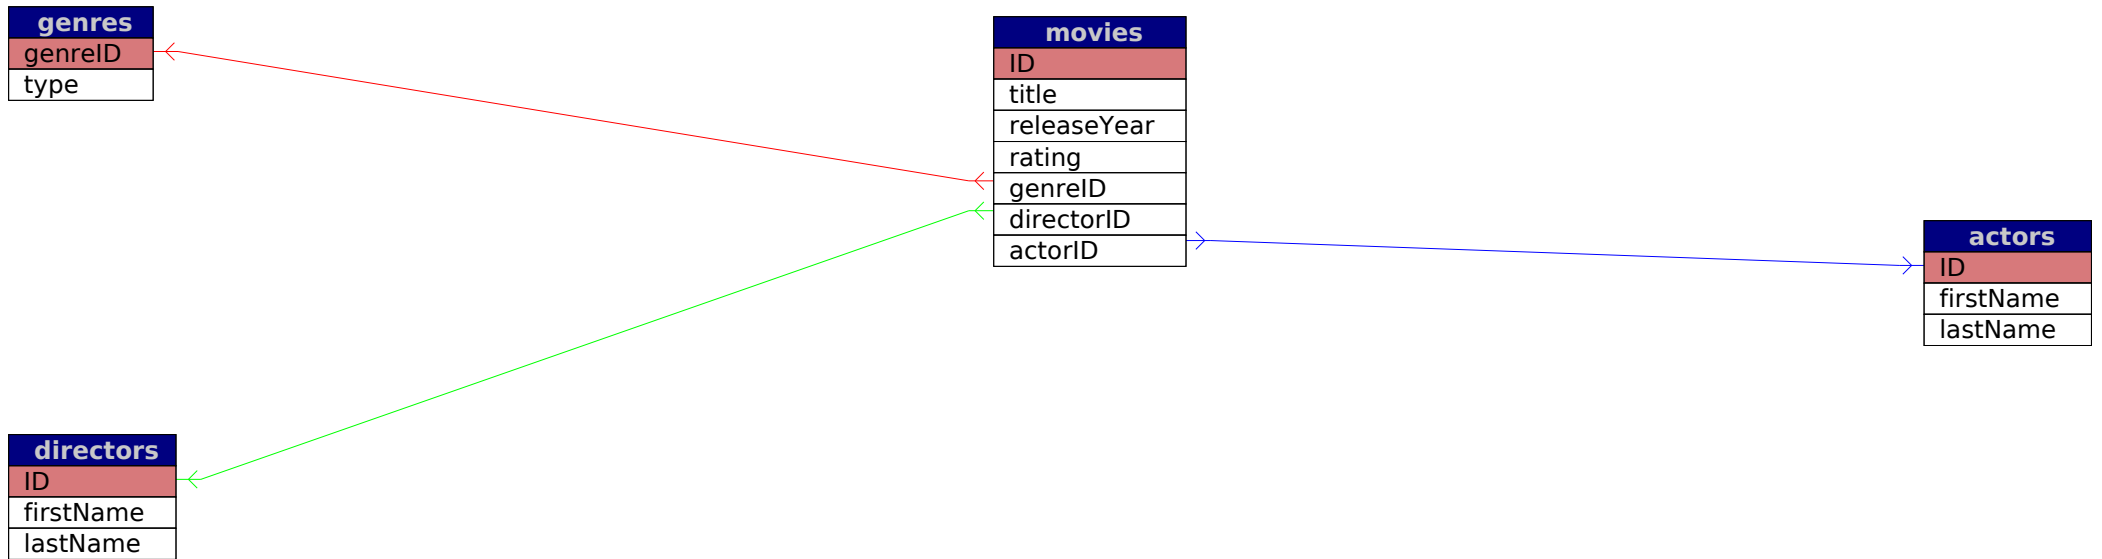 genres
genreID
type
movies
ID
title
releaseYear
rating
genreID
directorID
actorID
actors
ID
firstName
lastName
directors
ID
firstName
lastName